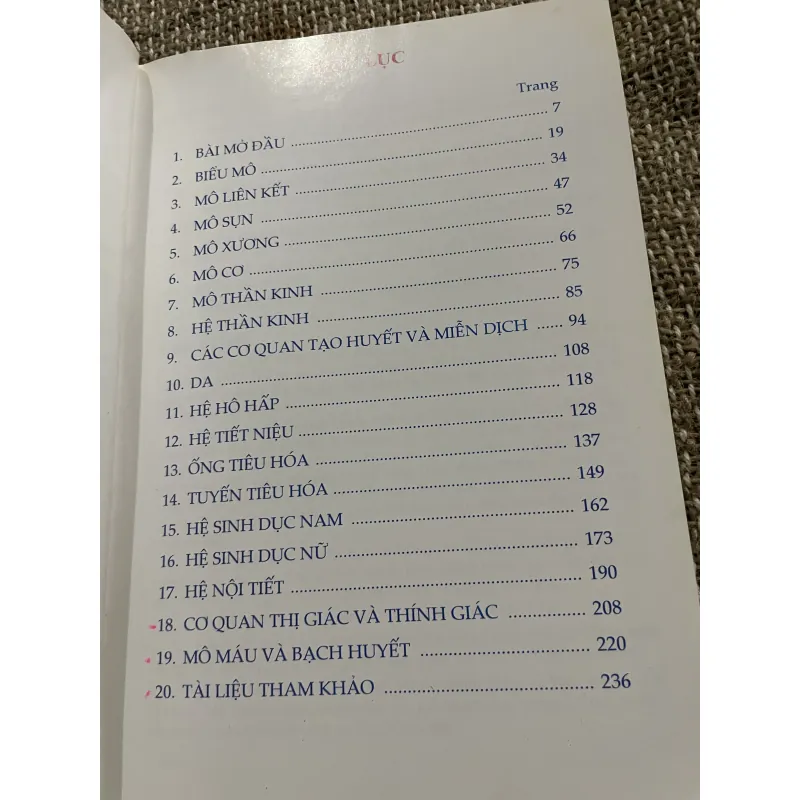 LỤC
Trang
1. BÀI MỞ ĐẦU ........ 7
2. BIỂU MÔ ........ 19
3. MÔ LIÊN KẾT ........ 34
4. MÔ SỤN ........ 47
5. MÔ XƯƠNG ........ 52
6. MÔ CƠ ........ 66
7. MÔ THẦN KINH ........ 75
8. HỆ THẦN KINH ........ 85
9. CÁC CƠ QUAN TẠO HUYẾT VÀ MIỄN DỊCH ...... 94
10. DA ........ 108
11. HỆ HÔ HẤP ........ 118
12. HỆ TIẾT NIỆU ........ 128
13. ỐNG TIÊU HÓA ........ 137
14. TUYẾN TIÊU HÓA ........ 149
15. HỆ SINH DỤC NAM ........ 162
16. HỆ SINH DỤC NỮ ........ 173
17. HỆ NỘI TIẾT ........ 190
18. CƠ QUAN THỊ GIÁC VÀ THÍNH GIÁC ........ 208
19. MÔ MÁU VÀ BẠCH HUYẾT ........ 220
20. TÀI LIỆU THAM KHẢO ........ 236